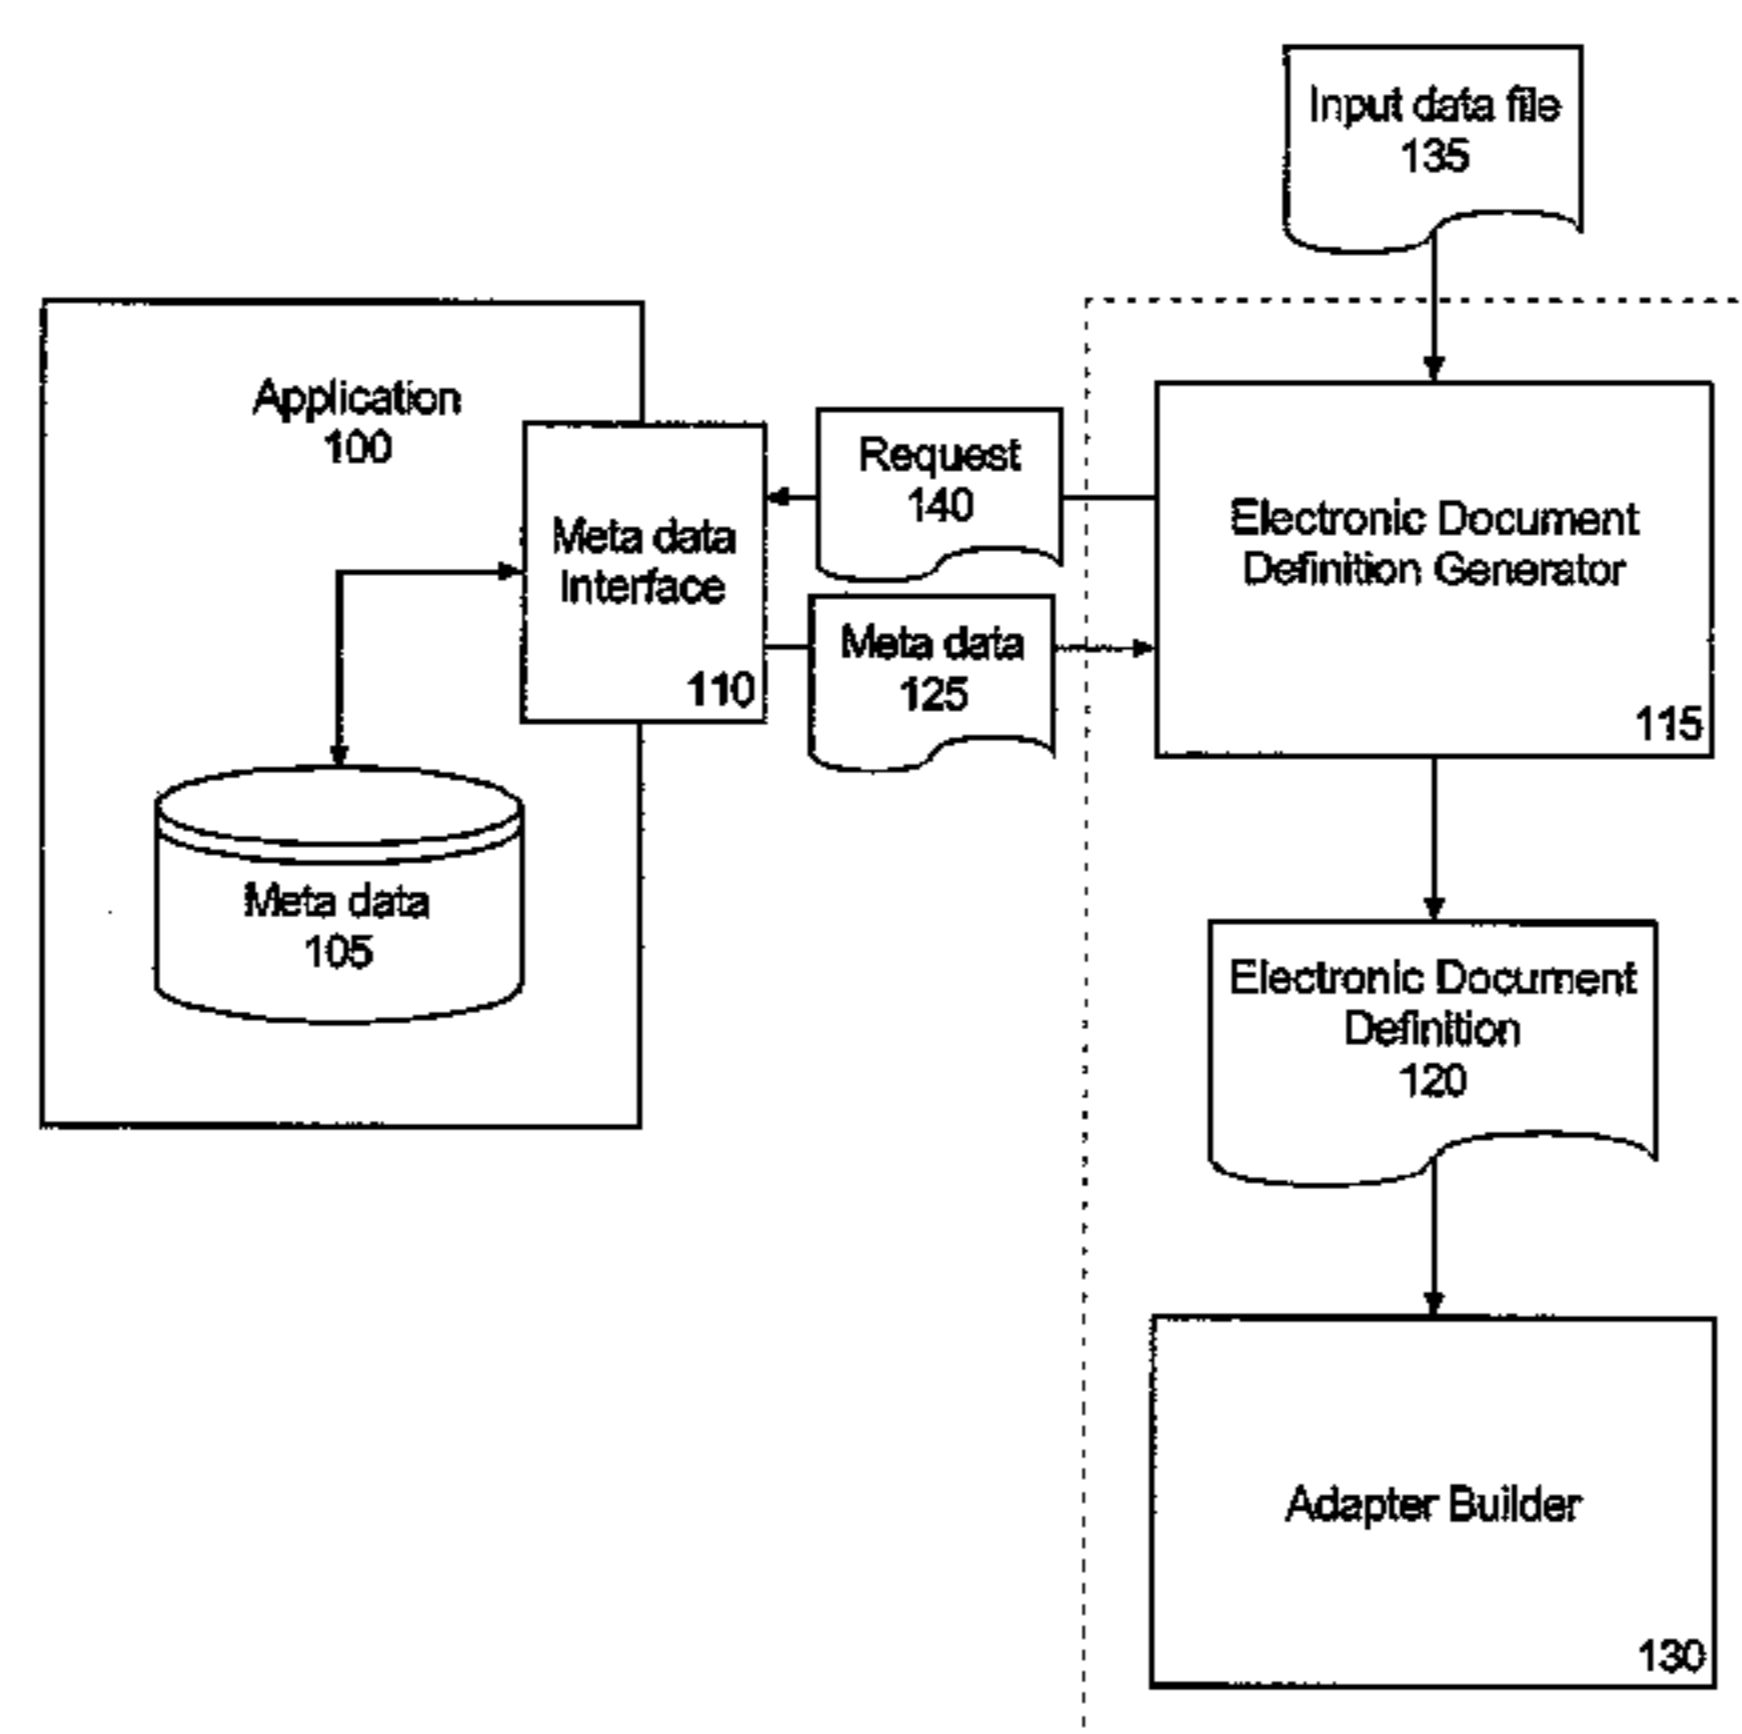 Input data file
135
Application
100
Request
140
Meta data
Interface
110
Meta data
125
Electronic Document
Definition Generator
115
Meta data
105
Electronic Document
Definition
120
Adapter Builder
130